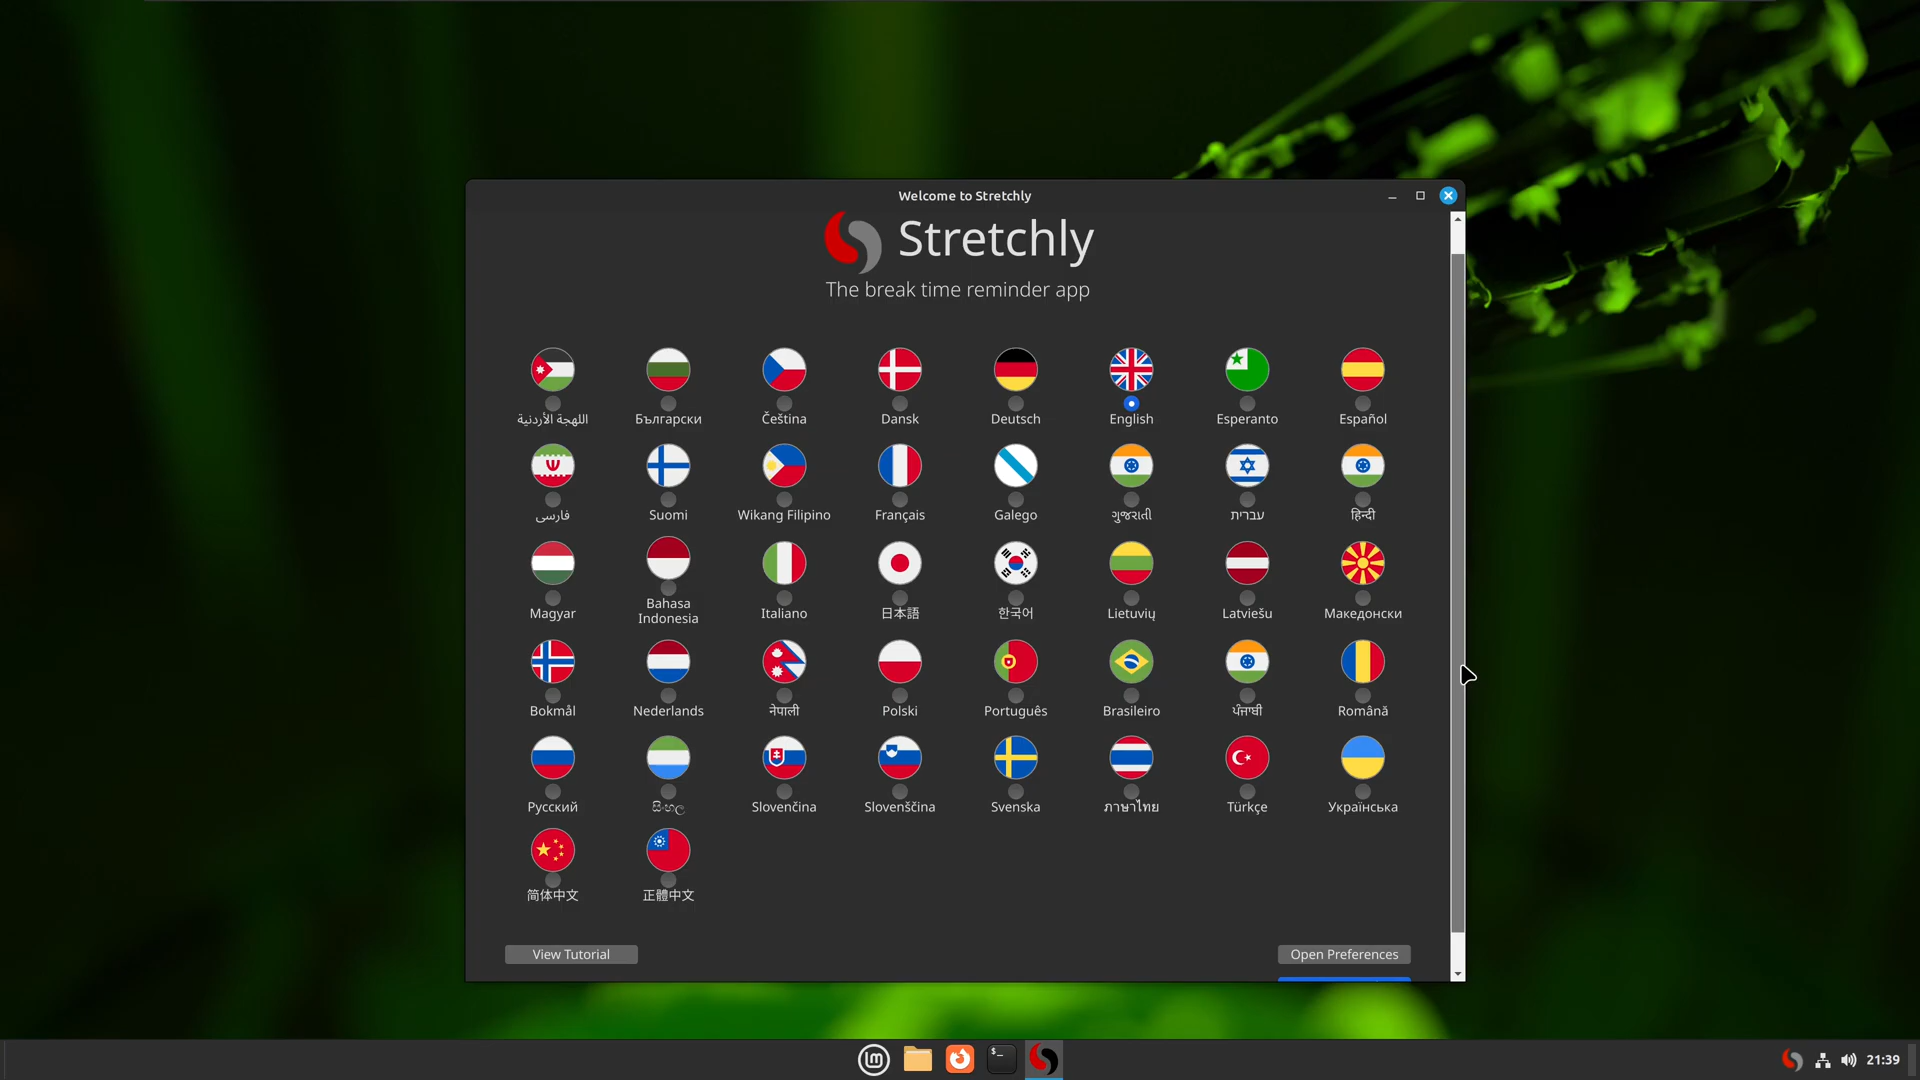 Welcome to Stretchly
Stretchly
The break time reminder app
اللهجة الأردنية
Български
Čeština
Dansk
Deutsch
English
Esperanto
Español
فارسی
Suomi
Wikang Filipino
Français
Galego
ગુજરાતી
עברית
हिन्दी
Magyar
Bahasa
Indonesia
Italiano
日本語
한국어
Lietuvių
Latviešu
Македонски
Bokmål
Nederlands
नेपाली
Polski
Português
Brasileiro
ਪੰਜਾਬੀ
Română
Русский
සිංහල
Slovenčina
Slovenščina
Svenska
ภาษาไทย
Türkçe
Українська
简体中文
正體中文
View Tutorial
Open Preferences
21:39